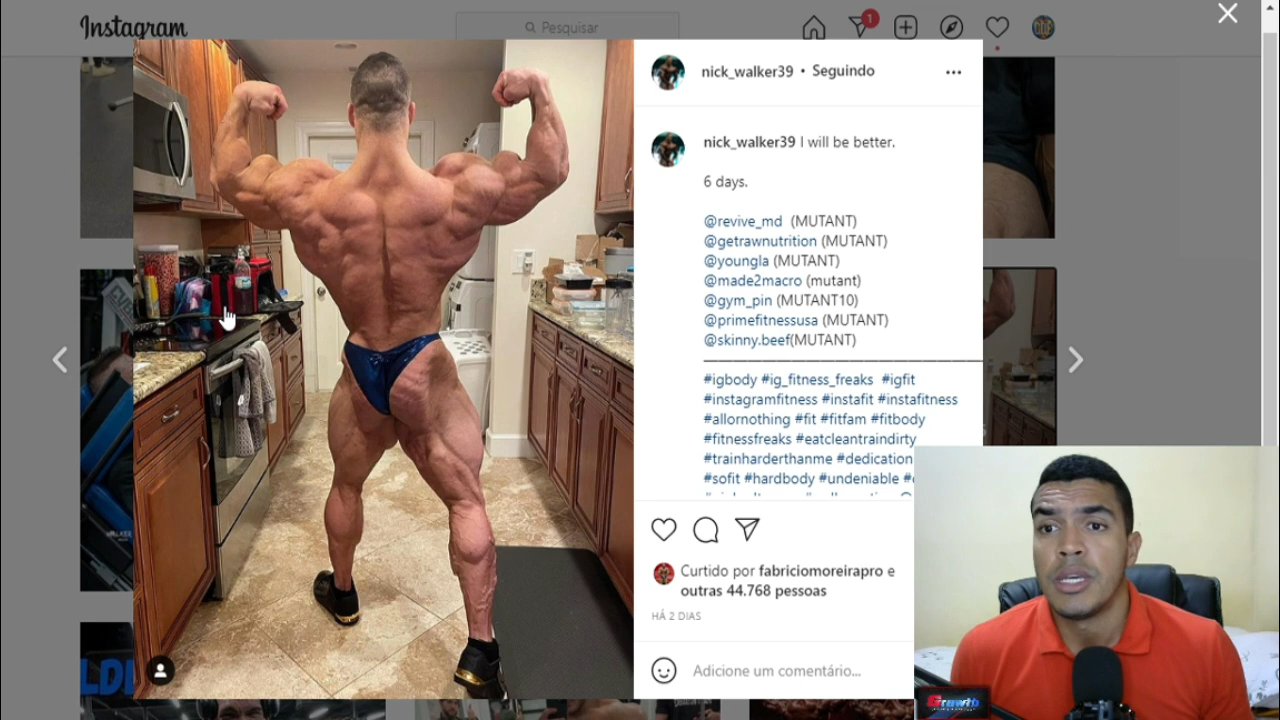 Instagram
Pesquisar
1
nick_walker39 • Seguindo
nick_walker39 I will be better.
6 days.
@revive_md (MUTANT)
@getrawnutrition (MUTANT)
@youngla (MUTANT)
@made2macro (mutant)
@gym_pin (MUTANT10)
@primefitnessusa (MUTANT)
@skinny.beef(MUTANT)
#igbody #ig_fitness_freaks #igfit
#instagramfitness #instafit #instafitness
#allornothing #fit #fitfam #fitbody
#fitnessfreaks #eatcleantraindirty
#trainharderthanme #dedication
#sofit #hardbody #undeniable
Curtido por fabriciomoreirapro e
outras 44.768 pessoas
HÁ 2 DIAS
Adicione um comentário...
Growth